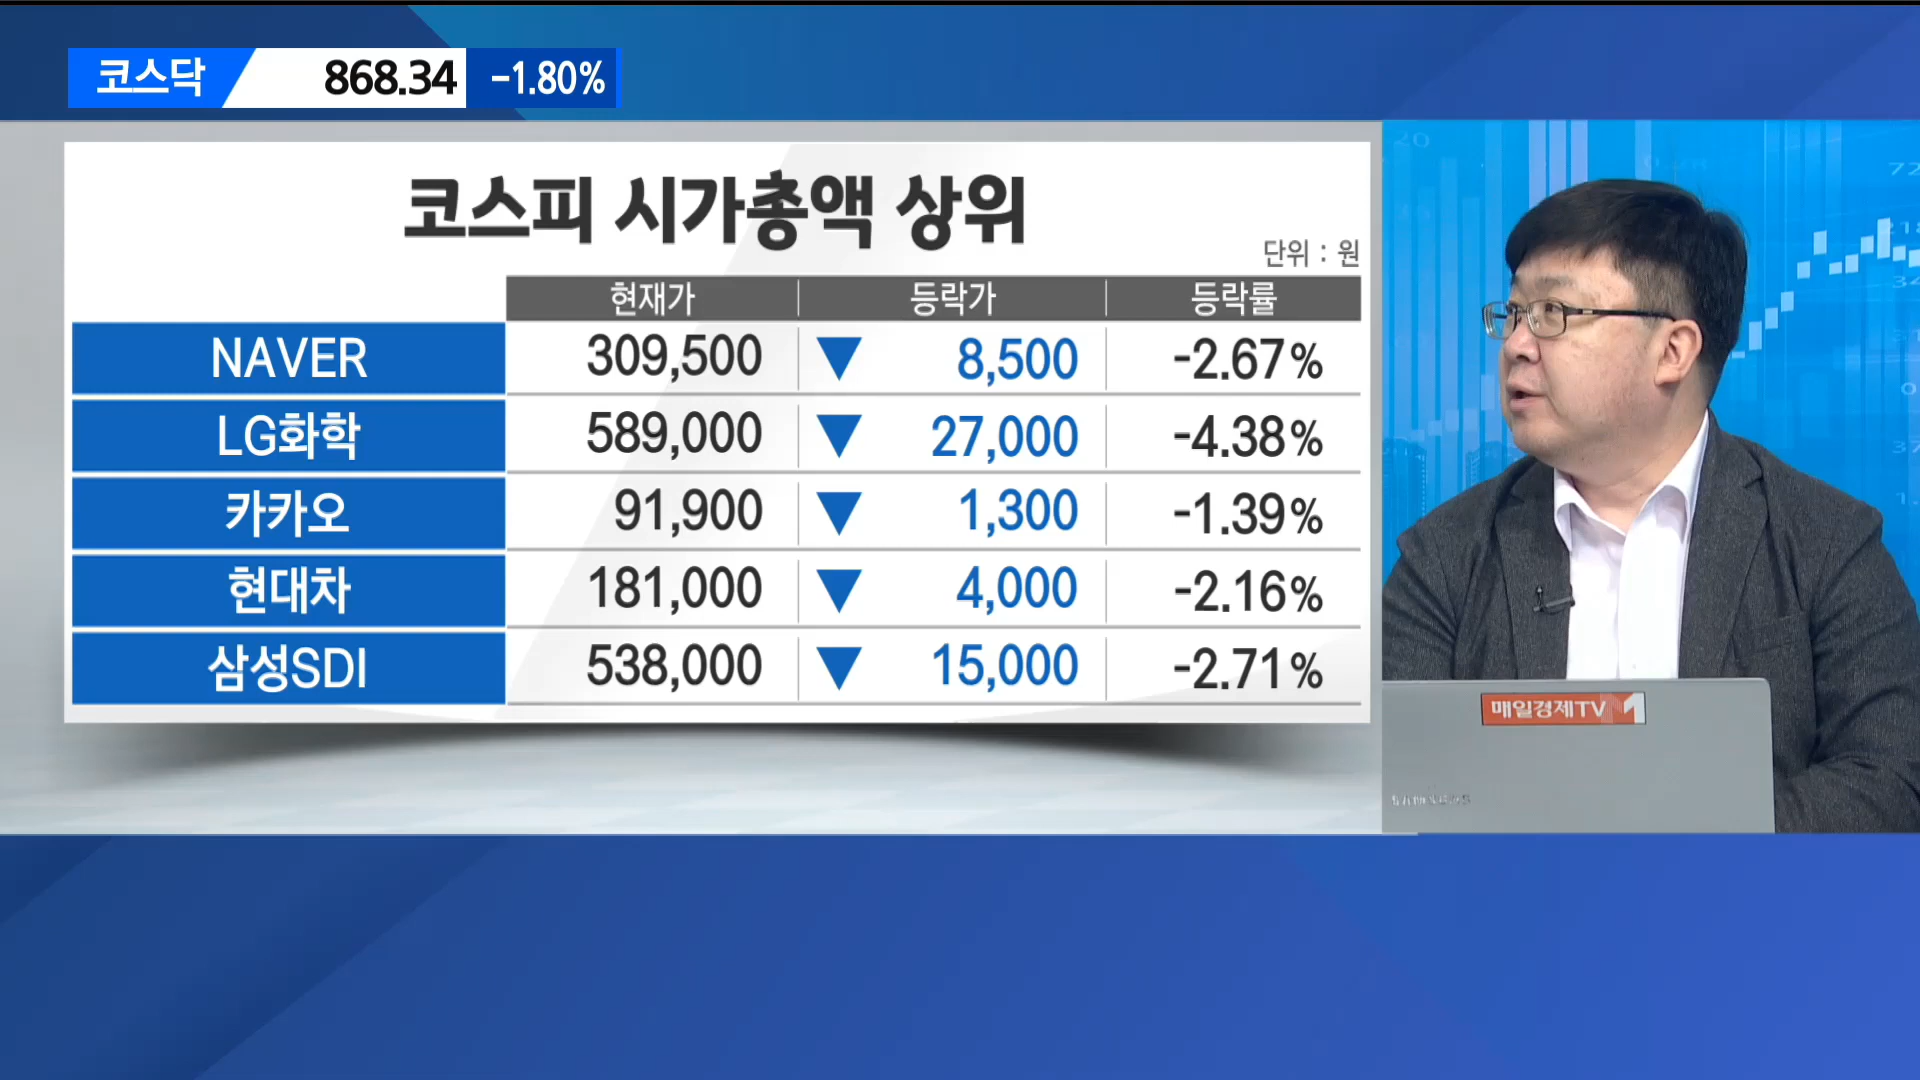 코스닥 868.34 -1.80%
코스피 시가총액 상위
단위 : 원
현재가 등락가 등락률
NAVER 309,500 ▼ 8,500 -2.67%
LG화학 589,000 ▼ 27,000 -4.38%
카카오 91,900 ▼ 1,300 -1.39%
현대차 181,000 ▼ 4,000 -2.16%
삼성SDI 538,000 ▼ 15,000 -2.71%
매일경제TV